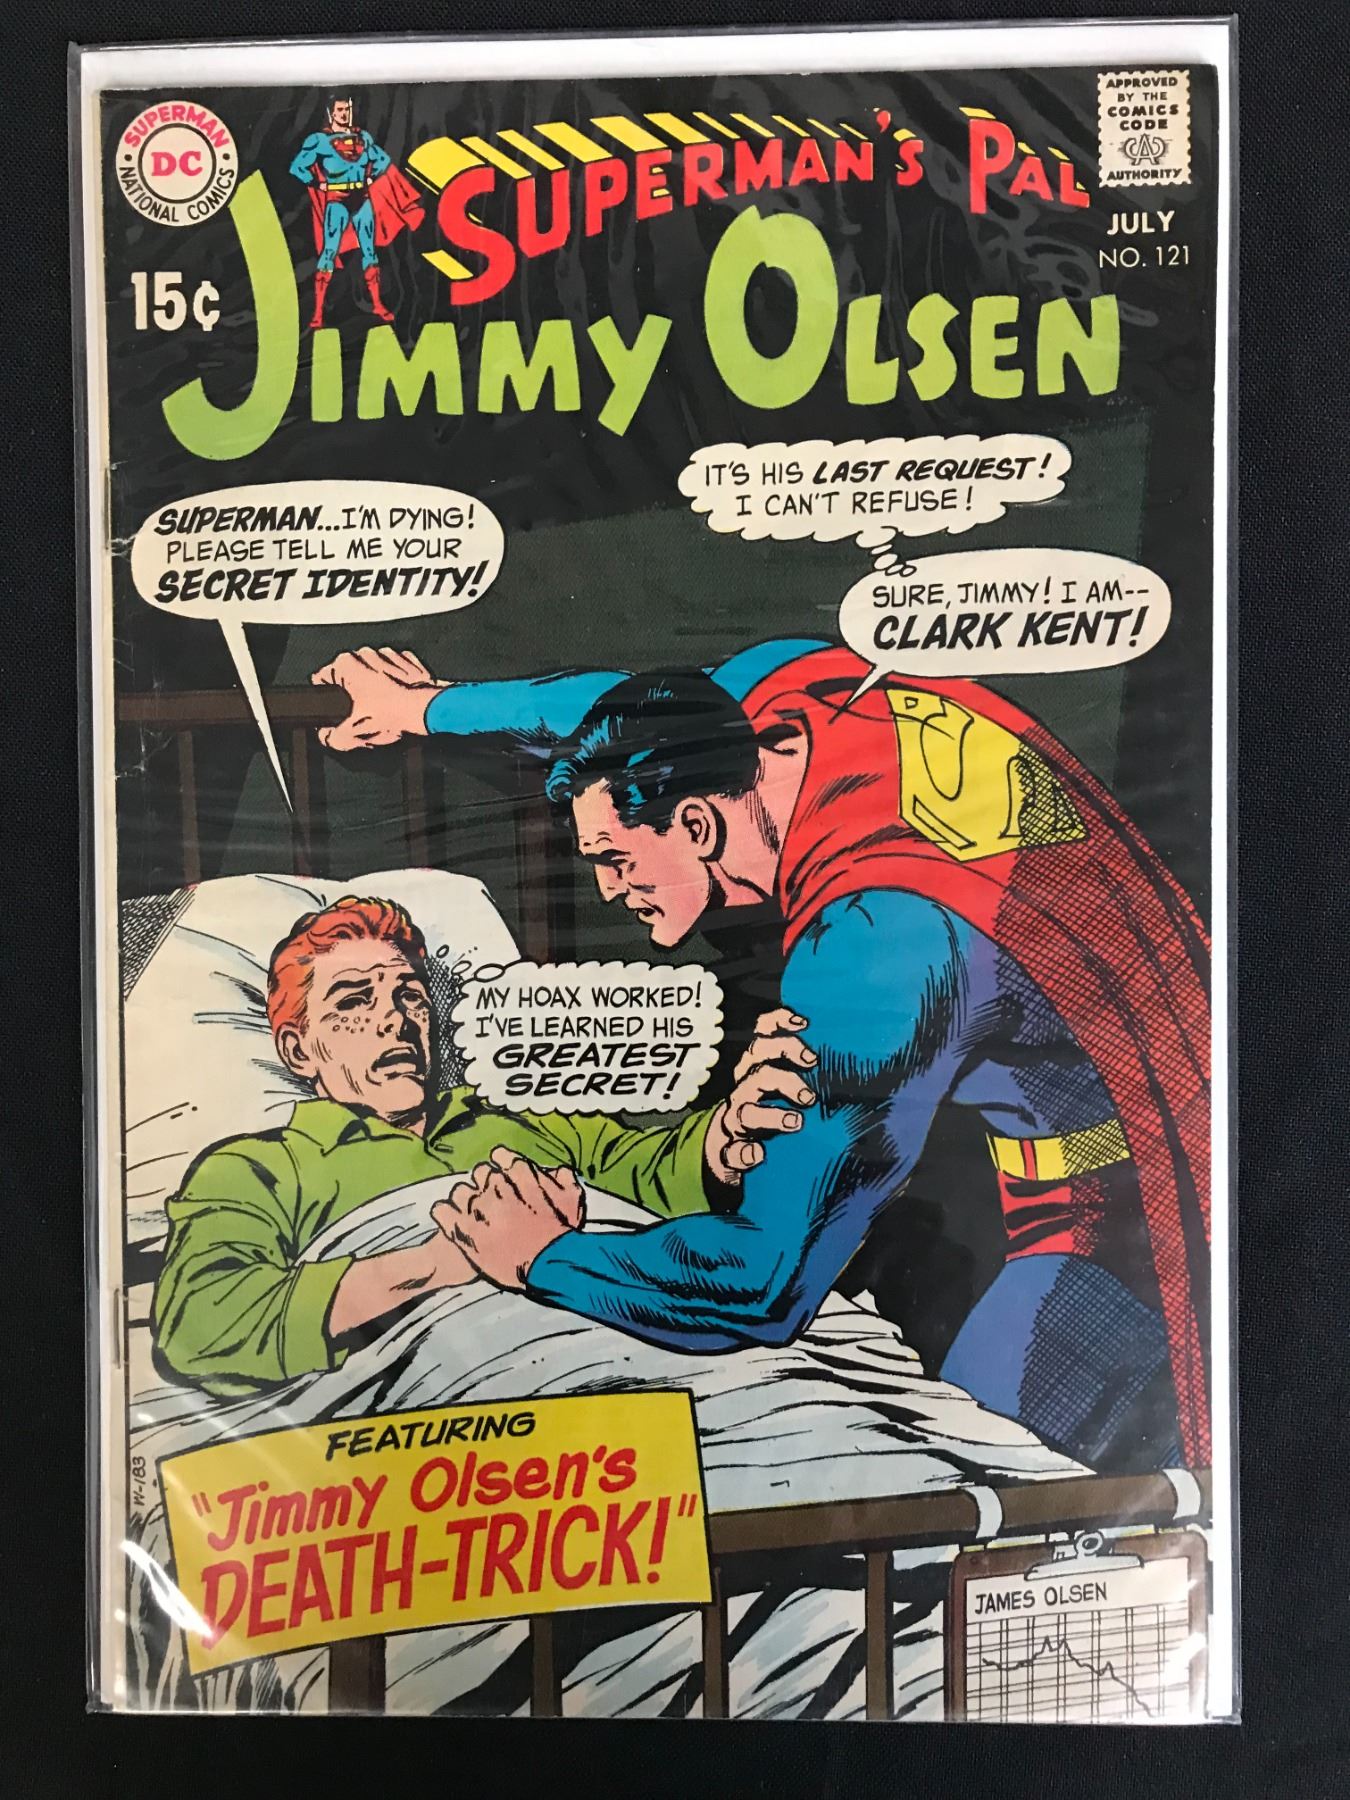 SUPERMAN
DC
NATIONAL COMICS
SUPERMAN'S PAL
JIMMY OLSEN
APPROVED
BY THE
COMICS
CODE
CA
AUTHORITY
JULY
NO. 121
15¢
IT'S HIS LAST REQUEST!
I CAN'T REFUSE!
SUPERMAN...I'M DYING!
PLEASE TELL ME YOUR
SECRET IDENTITY!
SURE, JIMMY! I AM--
CLARK KENT!
MY HOAX WORKED!
I'VE LEARNED HIS
GREATEST
SECRET!
FEATURING
"Jimmy Olsen's
DEATH-TRICK!"
W-183
JAMES OLSEN